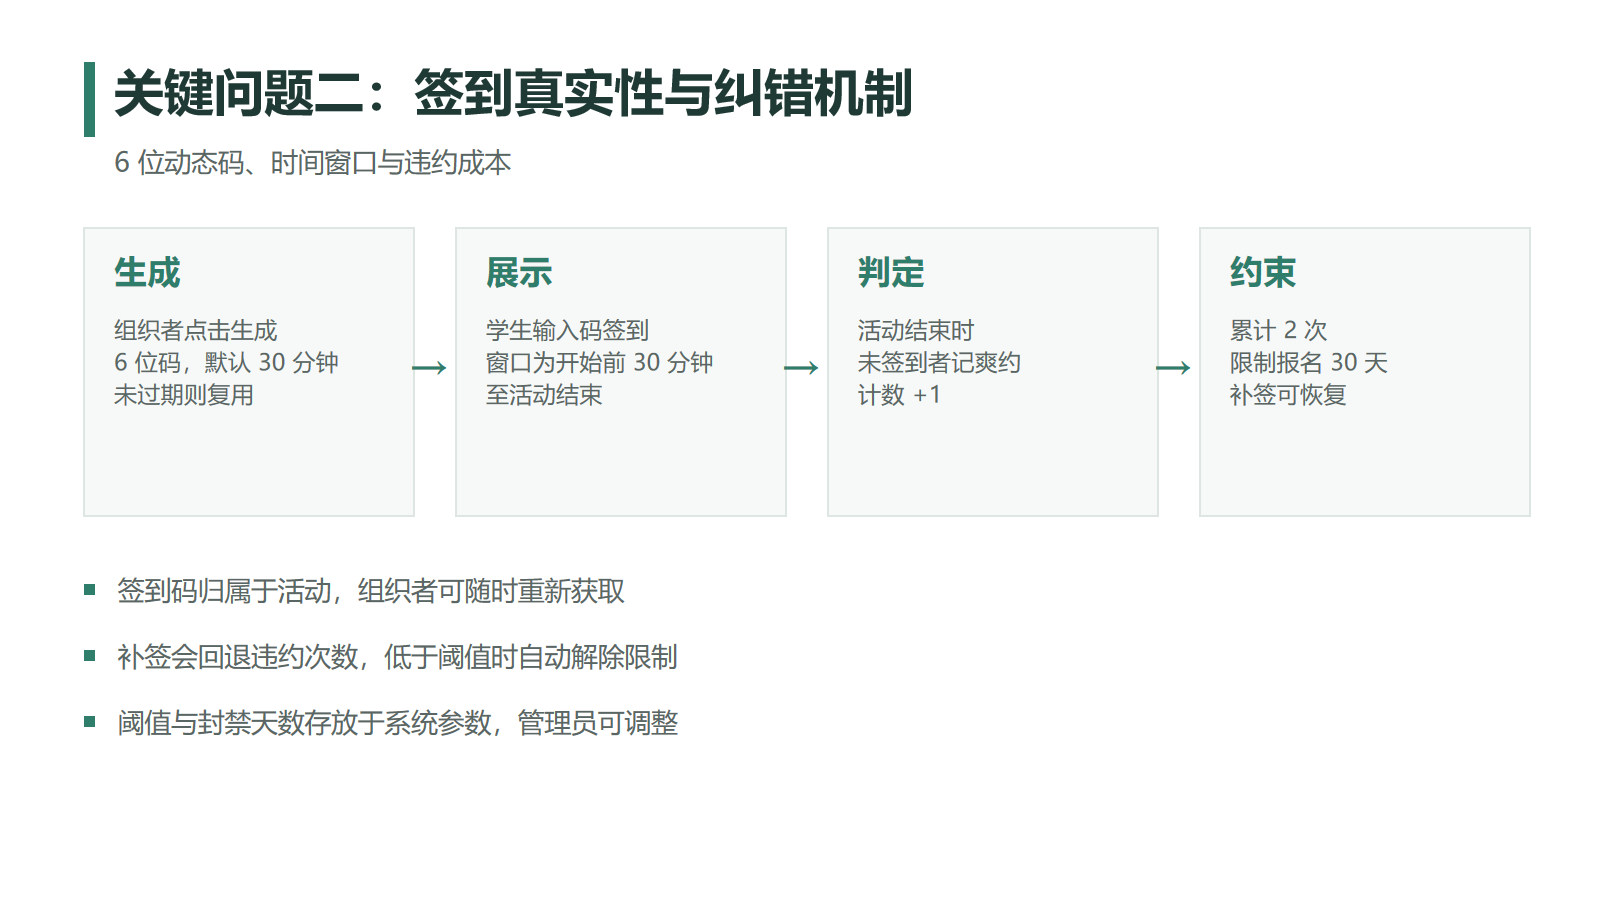 关键问题二：签到真实性与纠错机制
6 位动态码、时间窗口与违约成本
生成
组织者点击生成
6 位码，默认 30 分钟
未过期则复用
→
展示
学生输入码签到
窗口为开始前 30 分钟
至活动结束
→
判定
活动结束时
未签到者记爽约
计数 +1
→
约束
累计 2 次
限制报名 30 天
补签可恢复
签到码归属于活动，组织者可随时重新获取
补签会回退违约次数，低于阈值时自动解除限制
阈值与封禁天数存放于系统参数，管理员可调整